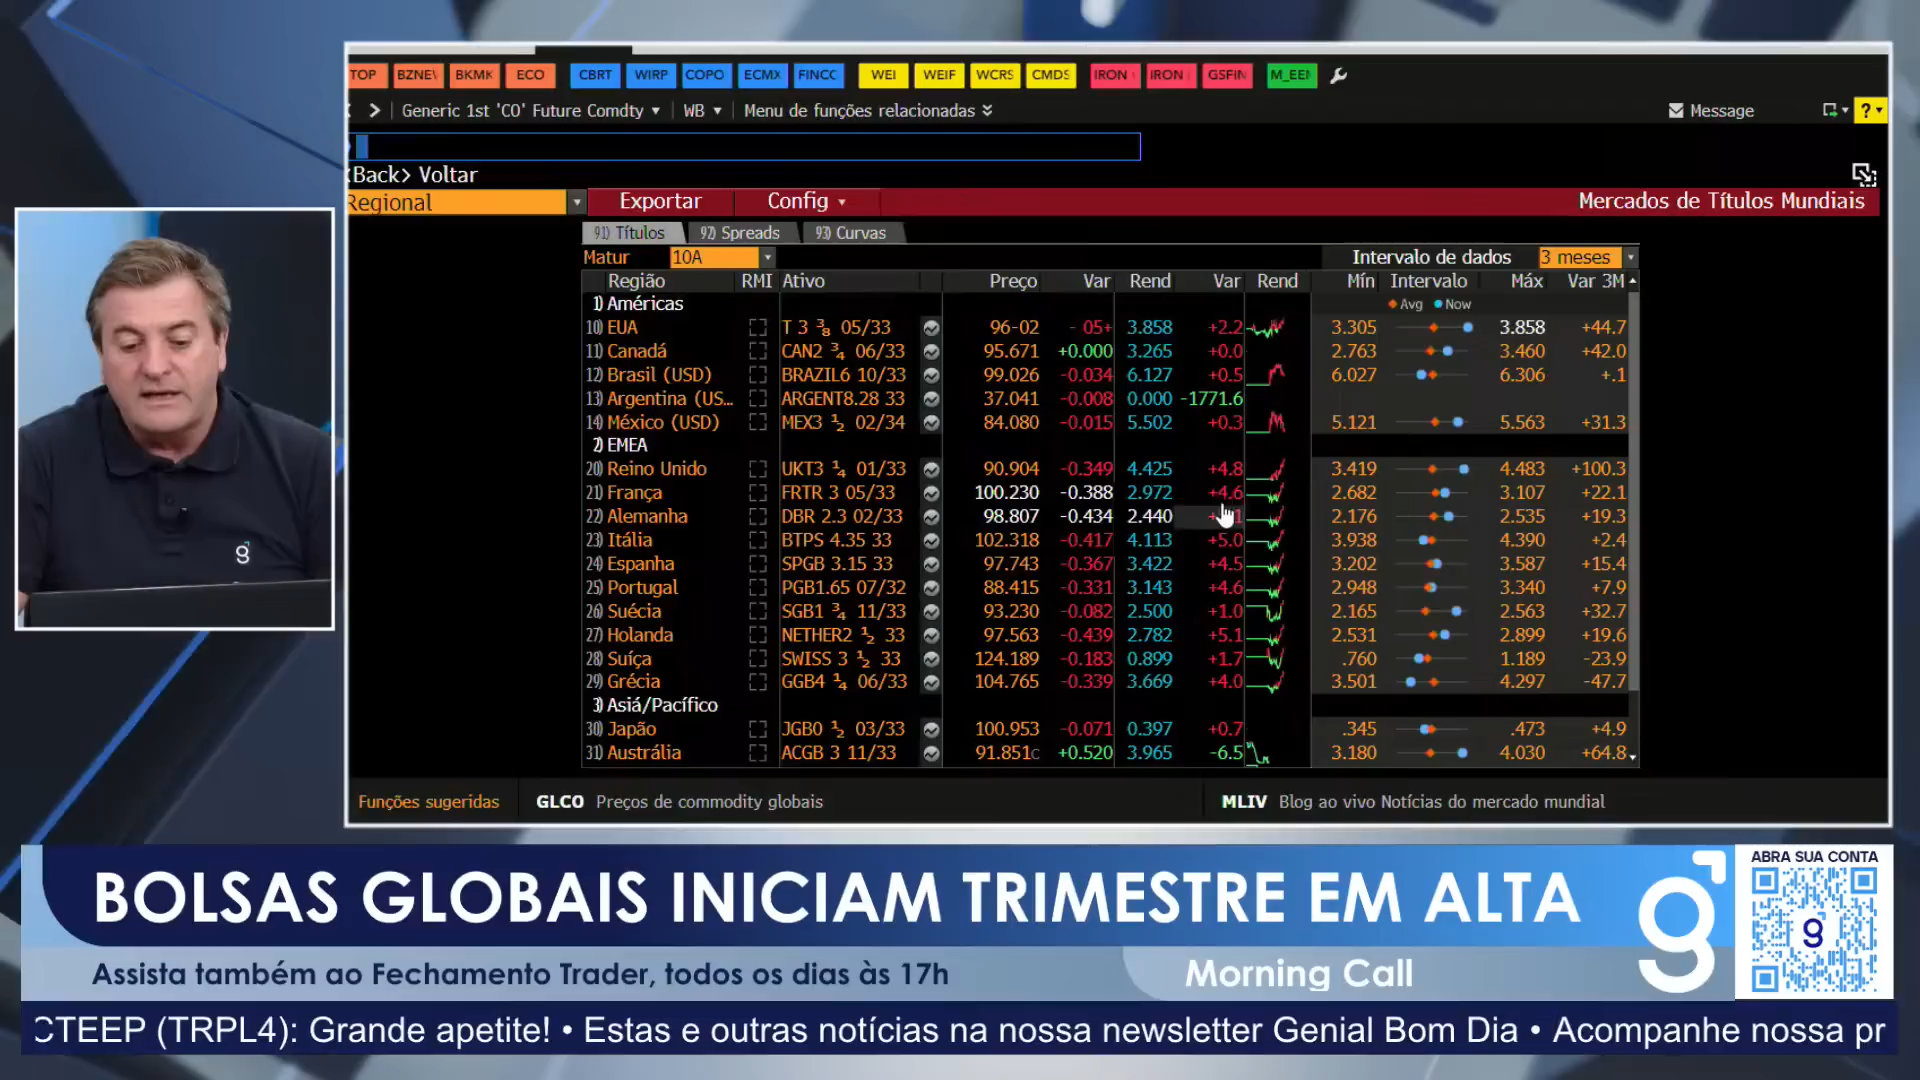 TOP BZNEV BKMK ECO CBRT WIRP COPO ECMX FINCC WEI WEIF WCRS CMDS IRON IRON GSFIN M_EEN
> Generic 1st 'CO' Future Comdty WB Menu de funções relacionadas Message ?
<Back> Voltar
Regional Exportar Config Mercados de Títulos Mundiais
91) Títulos 92) Spreads 93) Curvas
Matur 10A Intervalo de dados 3 meses
Região RMI Ativo Preço Var Rend Var Rend Mín Intervalo Máx Var 3M
1) Américas Avg Now
10) EUA T 3 ⅜ 05/33 96-02 - 05+ 3.858 +2.2 3.305 3.858 +44.7
11) Canadá CAN2 ¾ 06/33 95.671 +0.000 3.265 +0.0 2.763 3.460 +42.0
12) Brasil (USD) BRAZIL6 10/33 99.026 -0.034 6.127 +0.5 6.027 6.306 +.1
13) Argentina (US... ARGENT8.28 33 37.041 -0.008 0.000 -1771.6
14) México (USD) MEX3 ½ 02/34 84.080 -0.015 5.502 +0.3 5.121 5.563 +31.3
2) EMEA
20) Reino Unido UKT3 ¼ 01/33 90.904 -0.349 4.425 +4.8 3.419 4.483 +100.3
21) França FRTR 3 05/33 100.230 -0.388 2.972 +4.6 2.682 3.107 +22.1
22) Alemanha DBR 2.3 02/33 98.807 -0.434 2.440 2.176 2.535 +19.3
23) Itália BTPS 4.35 33 102.318 -0.417 4.113 +5.0 3.938 4.390 +2.4
24) Espanha SPGB 3.15 33 97.743 -0.367 3.422 +4.5 3.202 3.587 +15.4
25) Portugal PGB1.65 07/32 88.415 -0.331 3.143 +4.6 2.948 3.340 +7.9
26) Suécia SGB1 ¾ 11/33 93.230 -0.082 2.500 +1.0 2.165 2.563 +32.7
27) Holanda NETHER2 ½ 33 97.563 -0.439 2.782 +5.1 2.531 2.899 +19.6
28) Suíça SWISS 3 ½ 33 124.189 -0.183 0.899 +1.7 .760 1.189 -23.9
29) Grécia GGB4 ¼ 06/33 104.765 -0.339 3.669 +4.0 3.501 4.297 -47.7
3) Asiá/Pacífico
30) Japão JGB0 ½ 03/33 100.953 -0.071 0.397 +0.7 .345 .473 +4.9
31) Austrália ACGB 3 11/33 91.851c +0.520 3.965 -6.5 3.180 4.030 +64.8
Funções sugeridas GLCO Preços de commodity globais MLIV Blog ao vivo Notícias do mercado mundial
g
BOLSAS GLOBAIS INICIAM TRIMESTRE EM ALTA
g
ABRA SUA CONTA
g
Assista também ao Fechamento Trader, todos os dias às 17h
Morning Call
CTEEP (TRPL4): Grande apetite! • Estas e outras notícias na nossa newsletter Genial Bom Dia • Acompanhe nossa pr